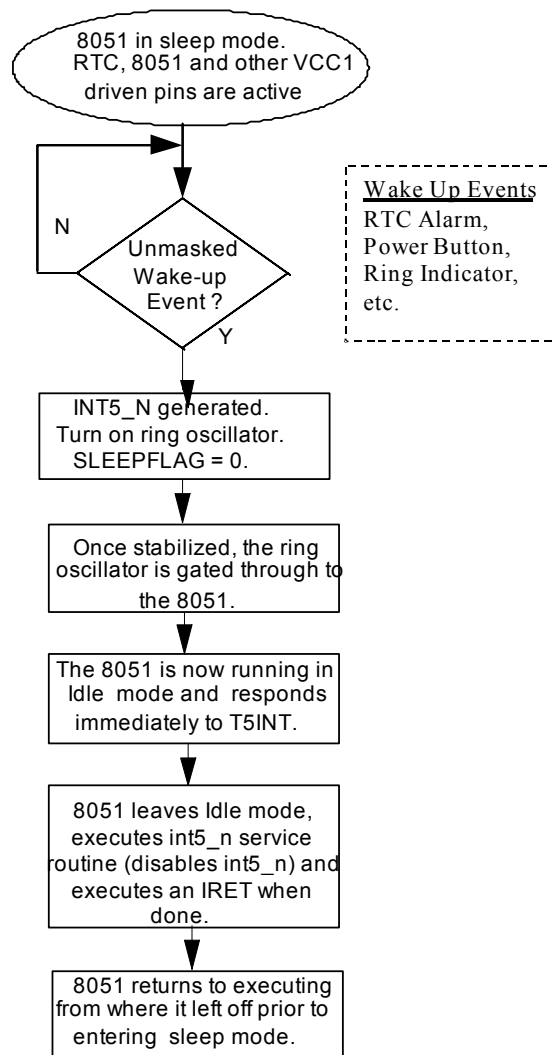 8051 in sleep mode.
RTC, 8051 and other VCC1
driven pins are active
N
Unmasked
Wake-up
Event ?
Y
Wake Up Events
RTC Alarm,
Power Button,
Ring Indicator,
etc.
INT5_N generated.
Turn on ring oscillator.
SLEEPFLAG = 0.
Once stabilized, the ring
oscillator is gated through to
the 8051.
The 8051 is now running in
Idle mode and responds
immediately to T5INT.
8051 leaves Idle mode,
executes int5_n service
routine (disables int5_n) and
executes an IRET when
done.
8051 returns to executing
from where it left off prior to
entering sleep mode.